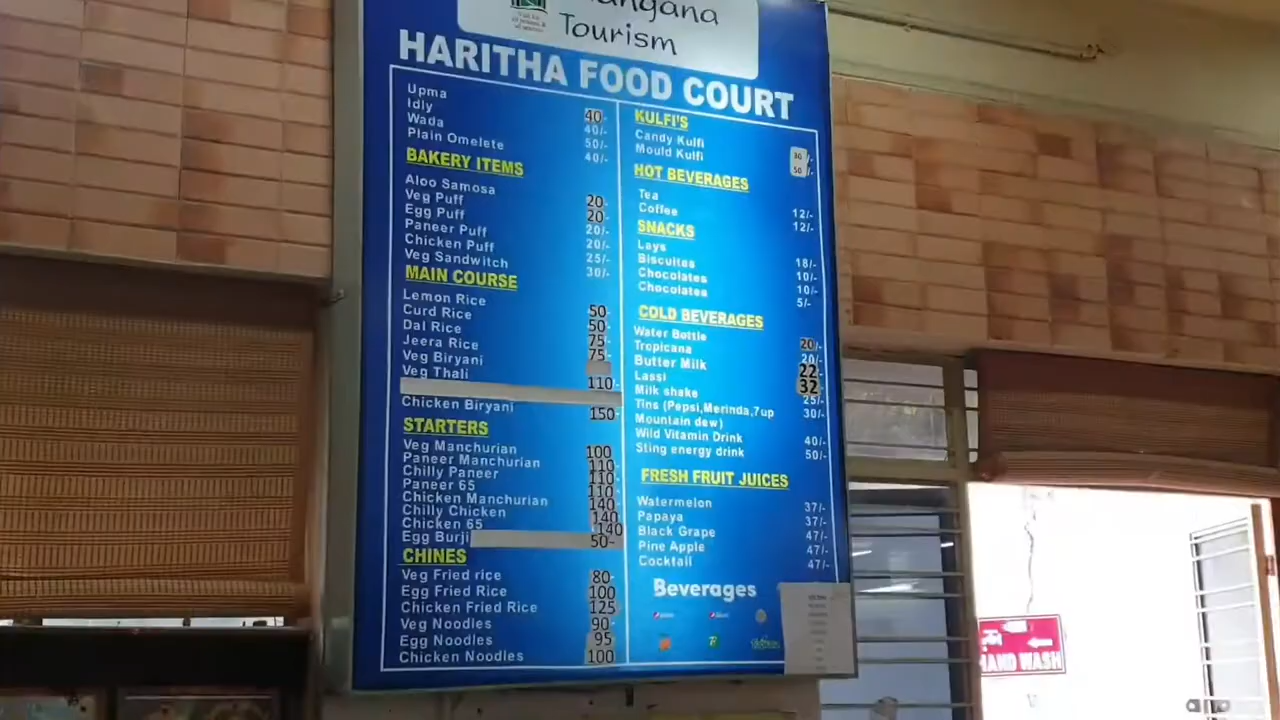 Tourism
HARITHA FOOD COURT
Upma 40-
Idly 40/-
Wada 50/-
Plain Omelete 40/-
BAKERY ITEMS
Aloo Samosa 20-
Veg Puff 20-
Egg Puff 20/-
Paneer Puff 20/-
Chicken Puff 25/-
Veg Sandwitch 30/-
MAIN COURSE
Lemon Rice 50-
Curd Rice 50-
Dal Rice 75-
Jeera Rice 75-
Veg Biryani
Veg Thali 110-
Chicken Biryani 150-
STARTERS
Veg Manchurian 100
Paneer Manchurian 110-
Chilly Paneer 110-
Paneer 65 110-
Chicken Manchurian 140-
Chilly Chicken 140
Chicken 65 140
Egg Burji 50-
CHINES
Veg Fried rice 80-
Egg Fried Rice 100
Chicken Fried Rice 125
Veg Noodles 90-
Egg Noodles 95
Chicken Noodles 100
KULFI'S
Candy Kulfi 30/-
Mould Kulfi 50/-
HOT BEVERAGES
Tea 12/-
Coffee 12/-
SNACKS
Lays 18/-
Biscuites 10/-
Chocolates 10/-
Chocolates 5/-
COLD BEVERAGES
Water Bottle 20/-
Tropicana 20/-
Butter Milk 22
Lassi 32
Milk shake 25/-
Tins (Pepsi,Merinda,7up 30/-
Mountain dew)
Wild Vitamin Drink 40/-
Sting energy drink 50/-
FRESH FRUIT JUICES
Watermelon 37/-
Papaya 37/-
Black Grape 47/-
Pine Apple 47/-
Cocktail 47/-
Beverages
HAND WASH